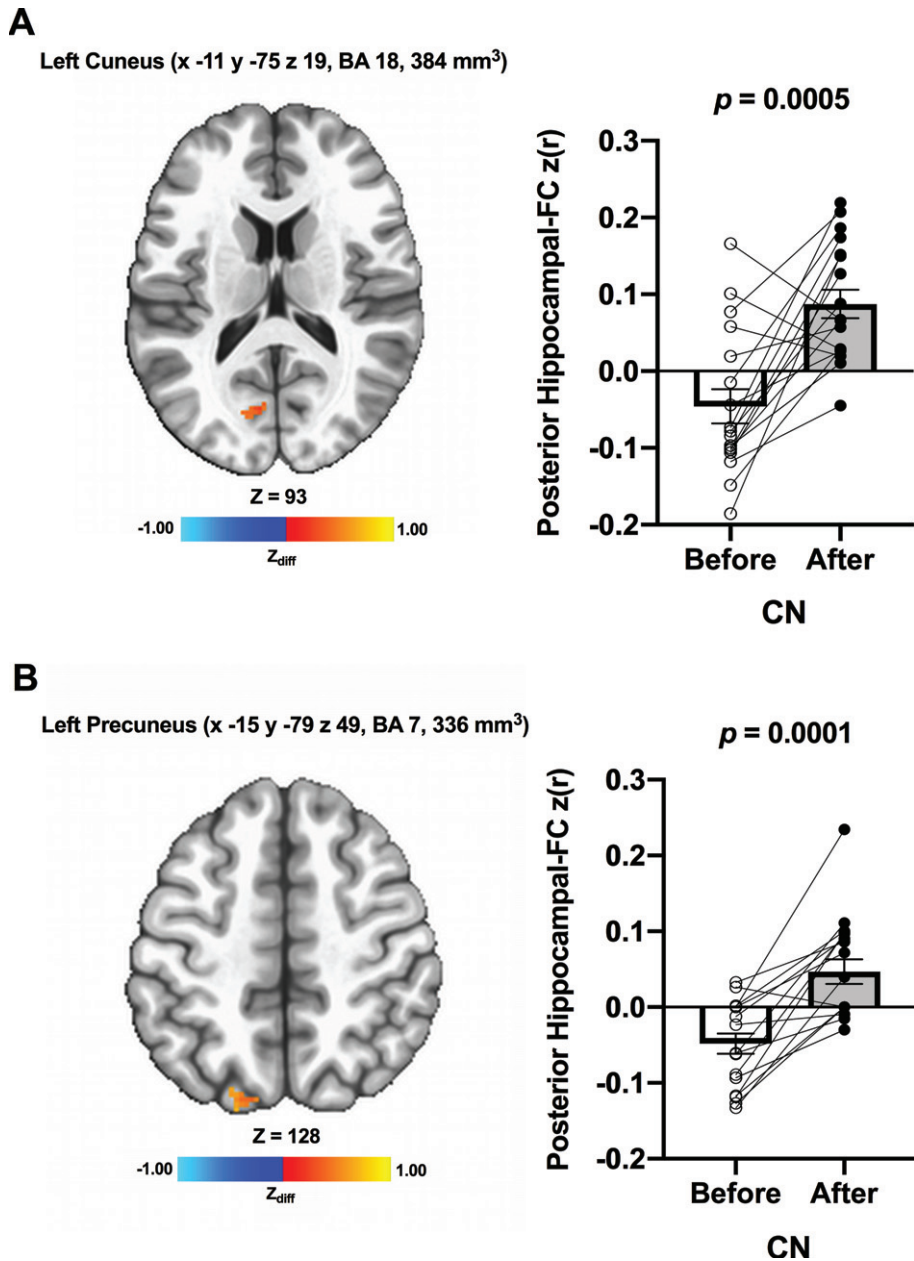 A
Left Cuneus (x -11 y -75 z 19, BA 18, 384 mm³)
Z = 93
-1.00 1.00
Z_diff
p = 0.0005
Posterior Hippocampal-FC z(r)
0.3
0.2
0.1
0.0
-0.1
-0.2
Before After
CN
B
Left Precuneus (x -15 y -79 z 49, BA 7, 336 mm³)
Z = 128
-1.00 1.00
Z_diff
p = 0.0001
Posterior Hippocampal-FC z(r)
0.3
0.2
0.1
0.0
-0.1
-0.2
Before After
CN